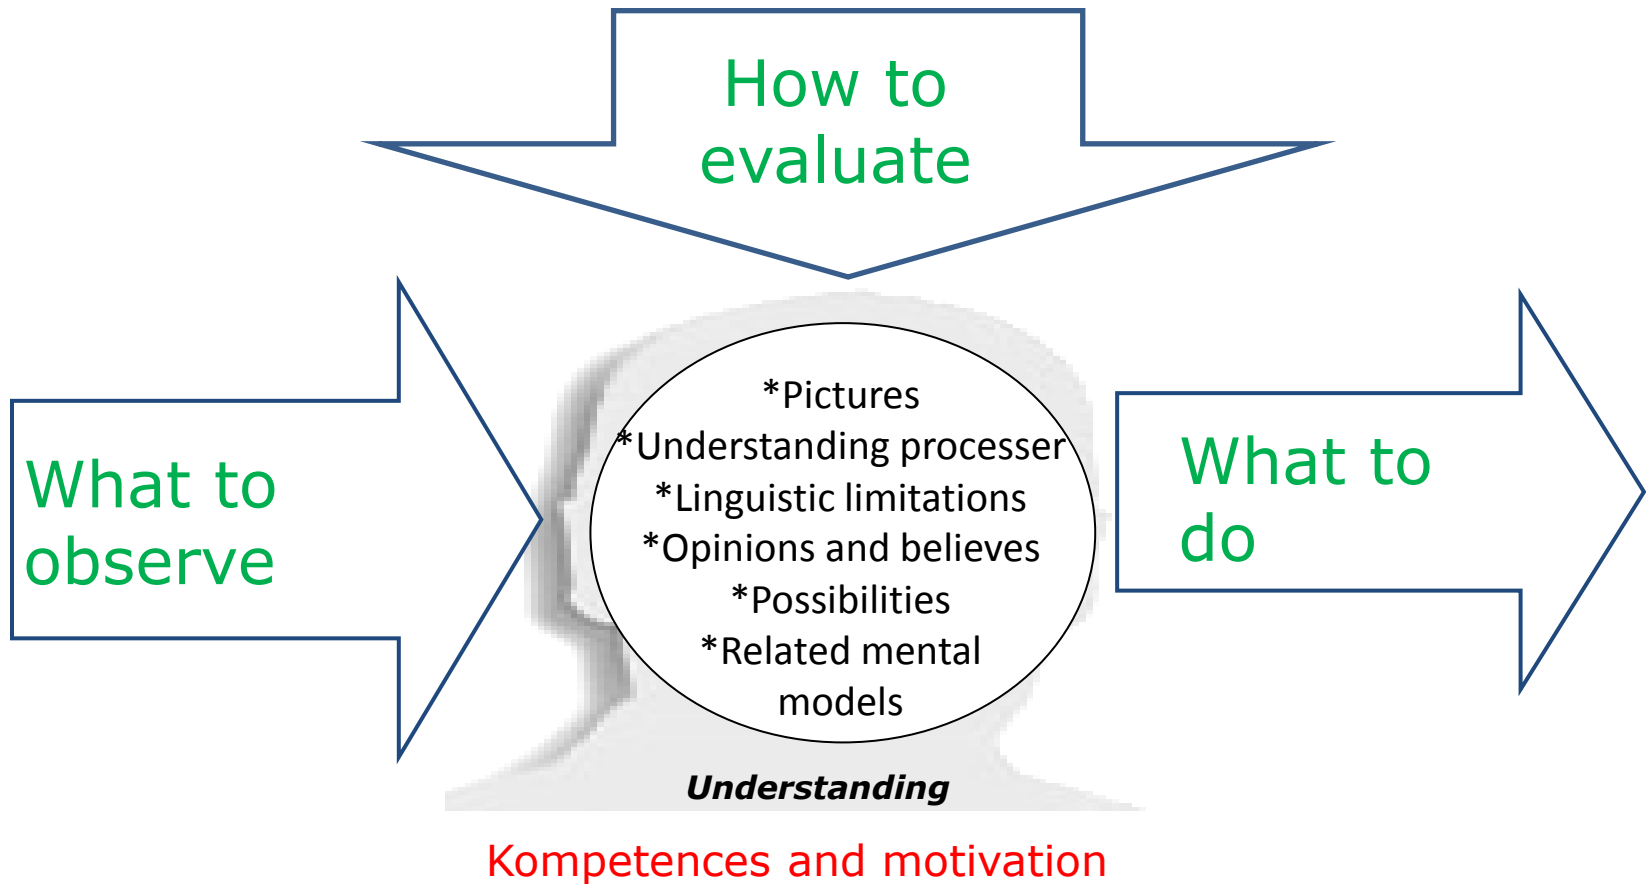 How to
evaluate
What to
observe
*Pictures
*Understanding processer
*Linguistic limitations
*Opinions and believes
*Possibilities
*Related mental
models
What to
do
Understanding
Kompetences and motivation